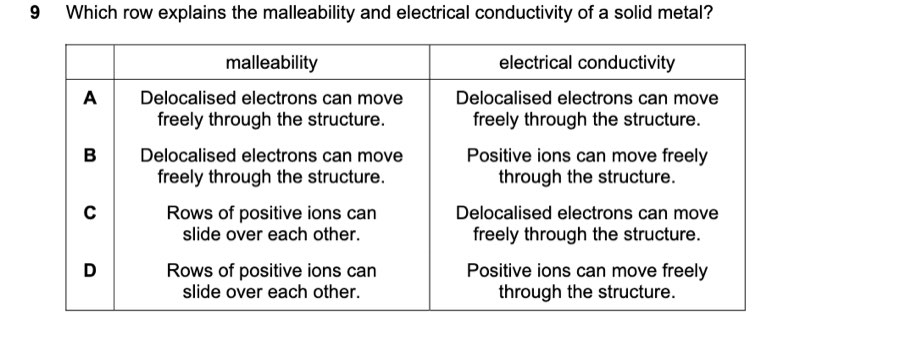 9 Which row explains the malleability and electrical conductivity of a solid metal?
malleability electrical conductivity
A Delocalised electrons can move Delocalised electrons can move
freely through the structure. freely through the structure.
B Delocalised electrons can move Positive ions can move freely
freely through the structure. through the structure.
C Rows of positive ions can Delocalised electrons can move
slide over each other. freely through the structure.
D Rows of positive ions can Positive ions can move freely
slide over each other. through the structure.